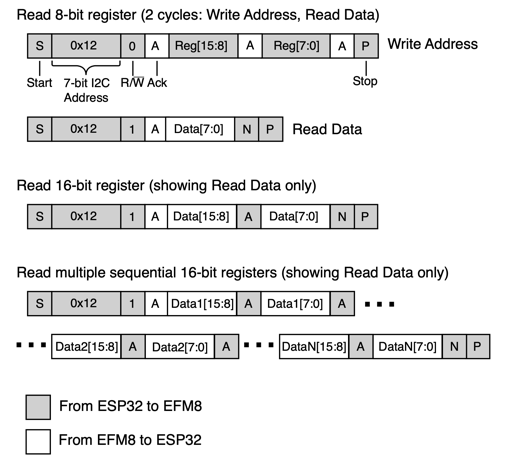 Read 8-bit register (2 cycles: Write Address, Read Data)
S 0x12 0 A Reg[15:8] A Reg[7:0] A P Write Address
Start 7-bit I2C Address R/W Ack Stop
S 0x12 1 A Data[7:0] N P Read Data
Read 16-bit register (showing Read Data only)
S 0x12 1 A Data[15:8] A Data[7:0] N P
Read multiple sequential 16-bit registers (showing Read Data only)
S 0x12 1 A Data1[15:8] A Data1[7:0] A ...
... Data2[15:8] A Data2[7:0] A ... DataN[15:8] A DataN[7:0] N P
From ESP32 to EFM8
From EFM8 to ESP32